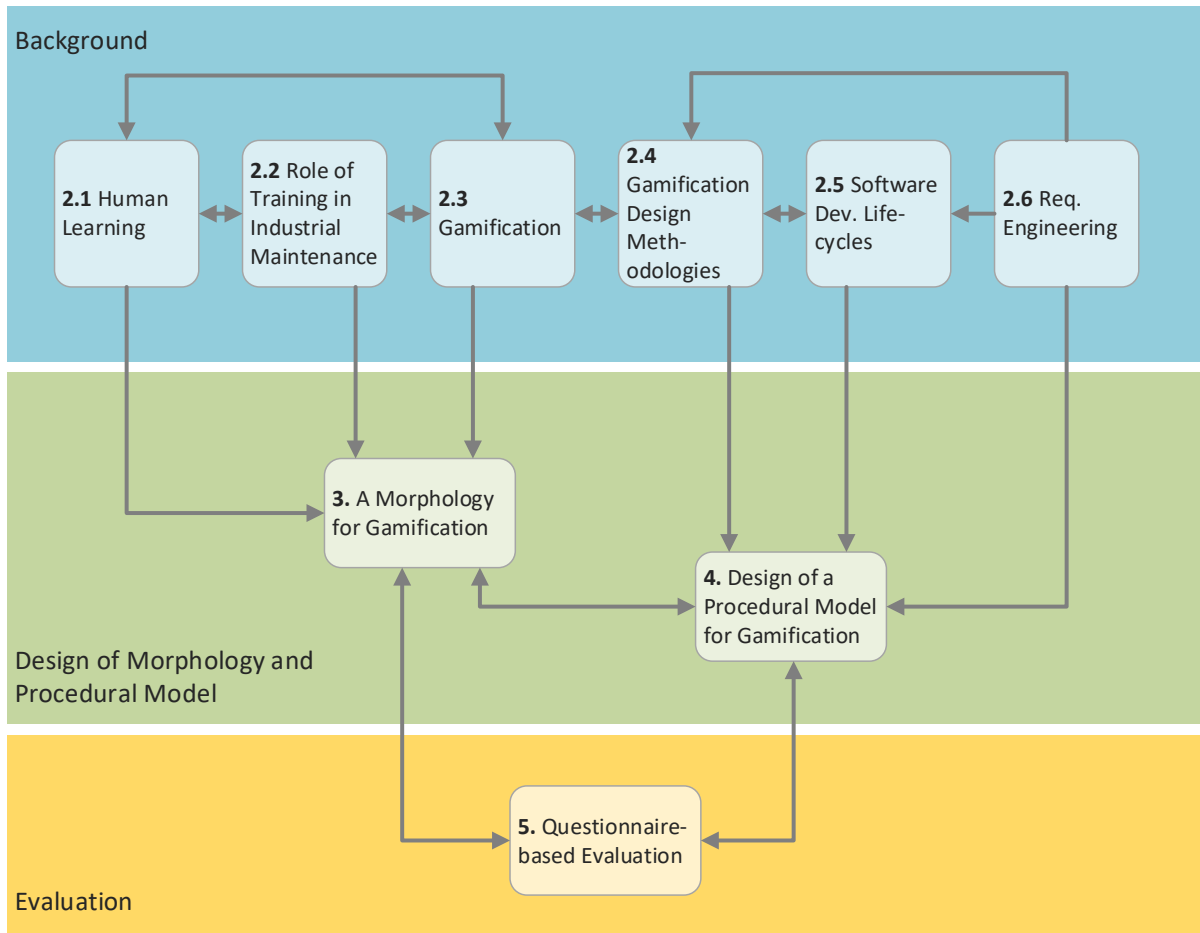 Background
2.1 Human
Learning
2.2 Role of
Training in
Industrial
Maintenance
2.3
Gamification
2.4
Gamification
Design
Meth-
odologies
2.5 Software
Dev. Life-
cycles
2.6 Req.
Engineering
3. A Morphology
for Gamification
4. Design of a
Procedural Model
for Gamification
Design of Morphology and
Procedural Model
5. Questionnaire-
based Evaluation
Evaluation